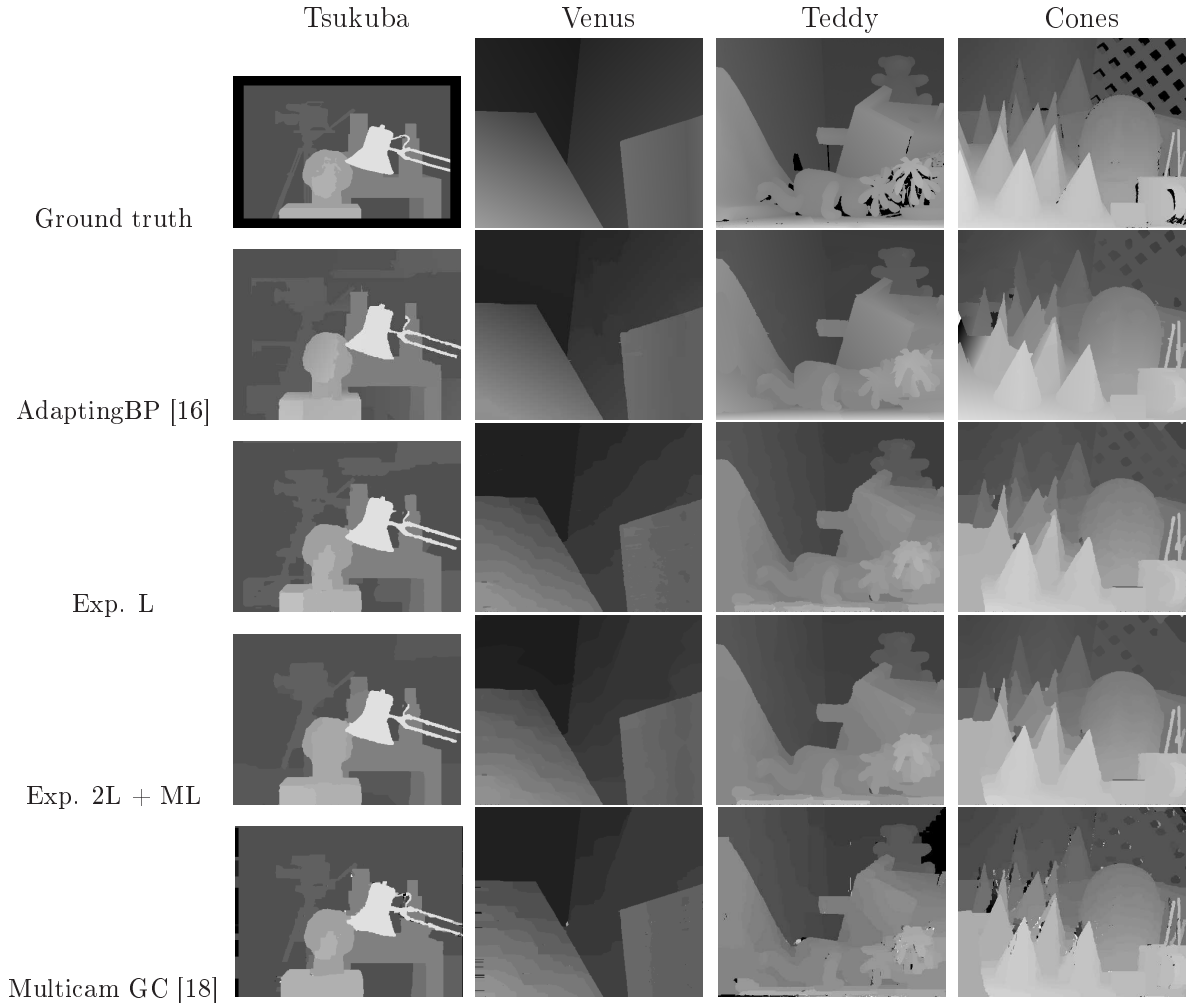 Tsukuba Venus Teddy Cones
Ground truth
AdaptingBP [16]
Exp. L
Exp. 2L + ML
Multicam GC [18]